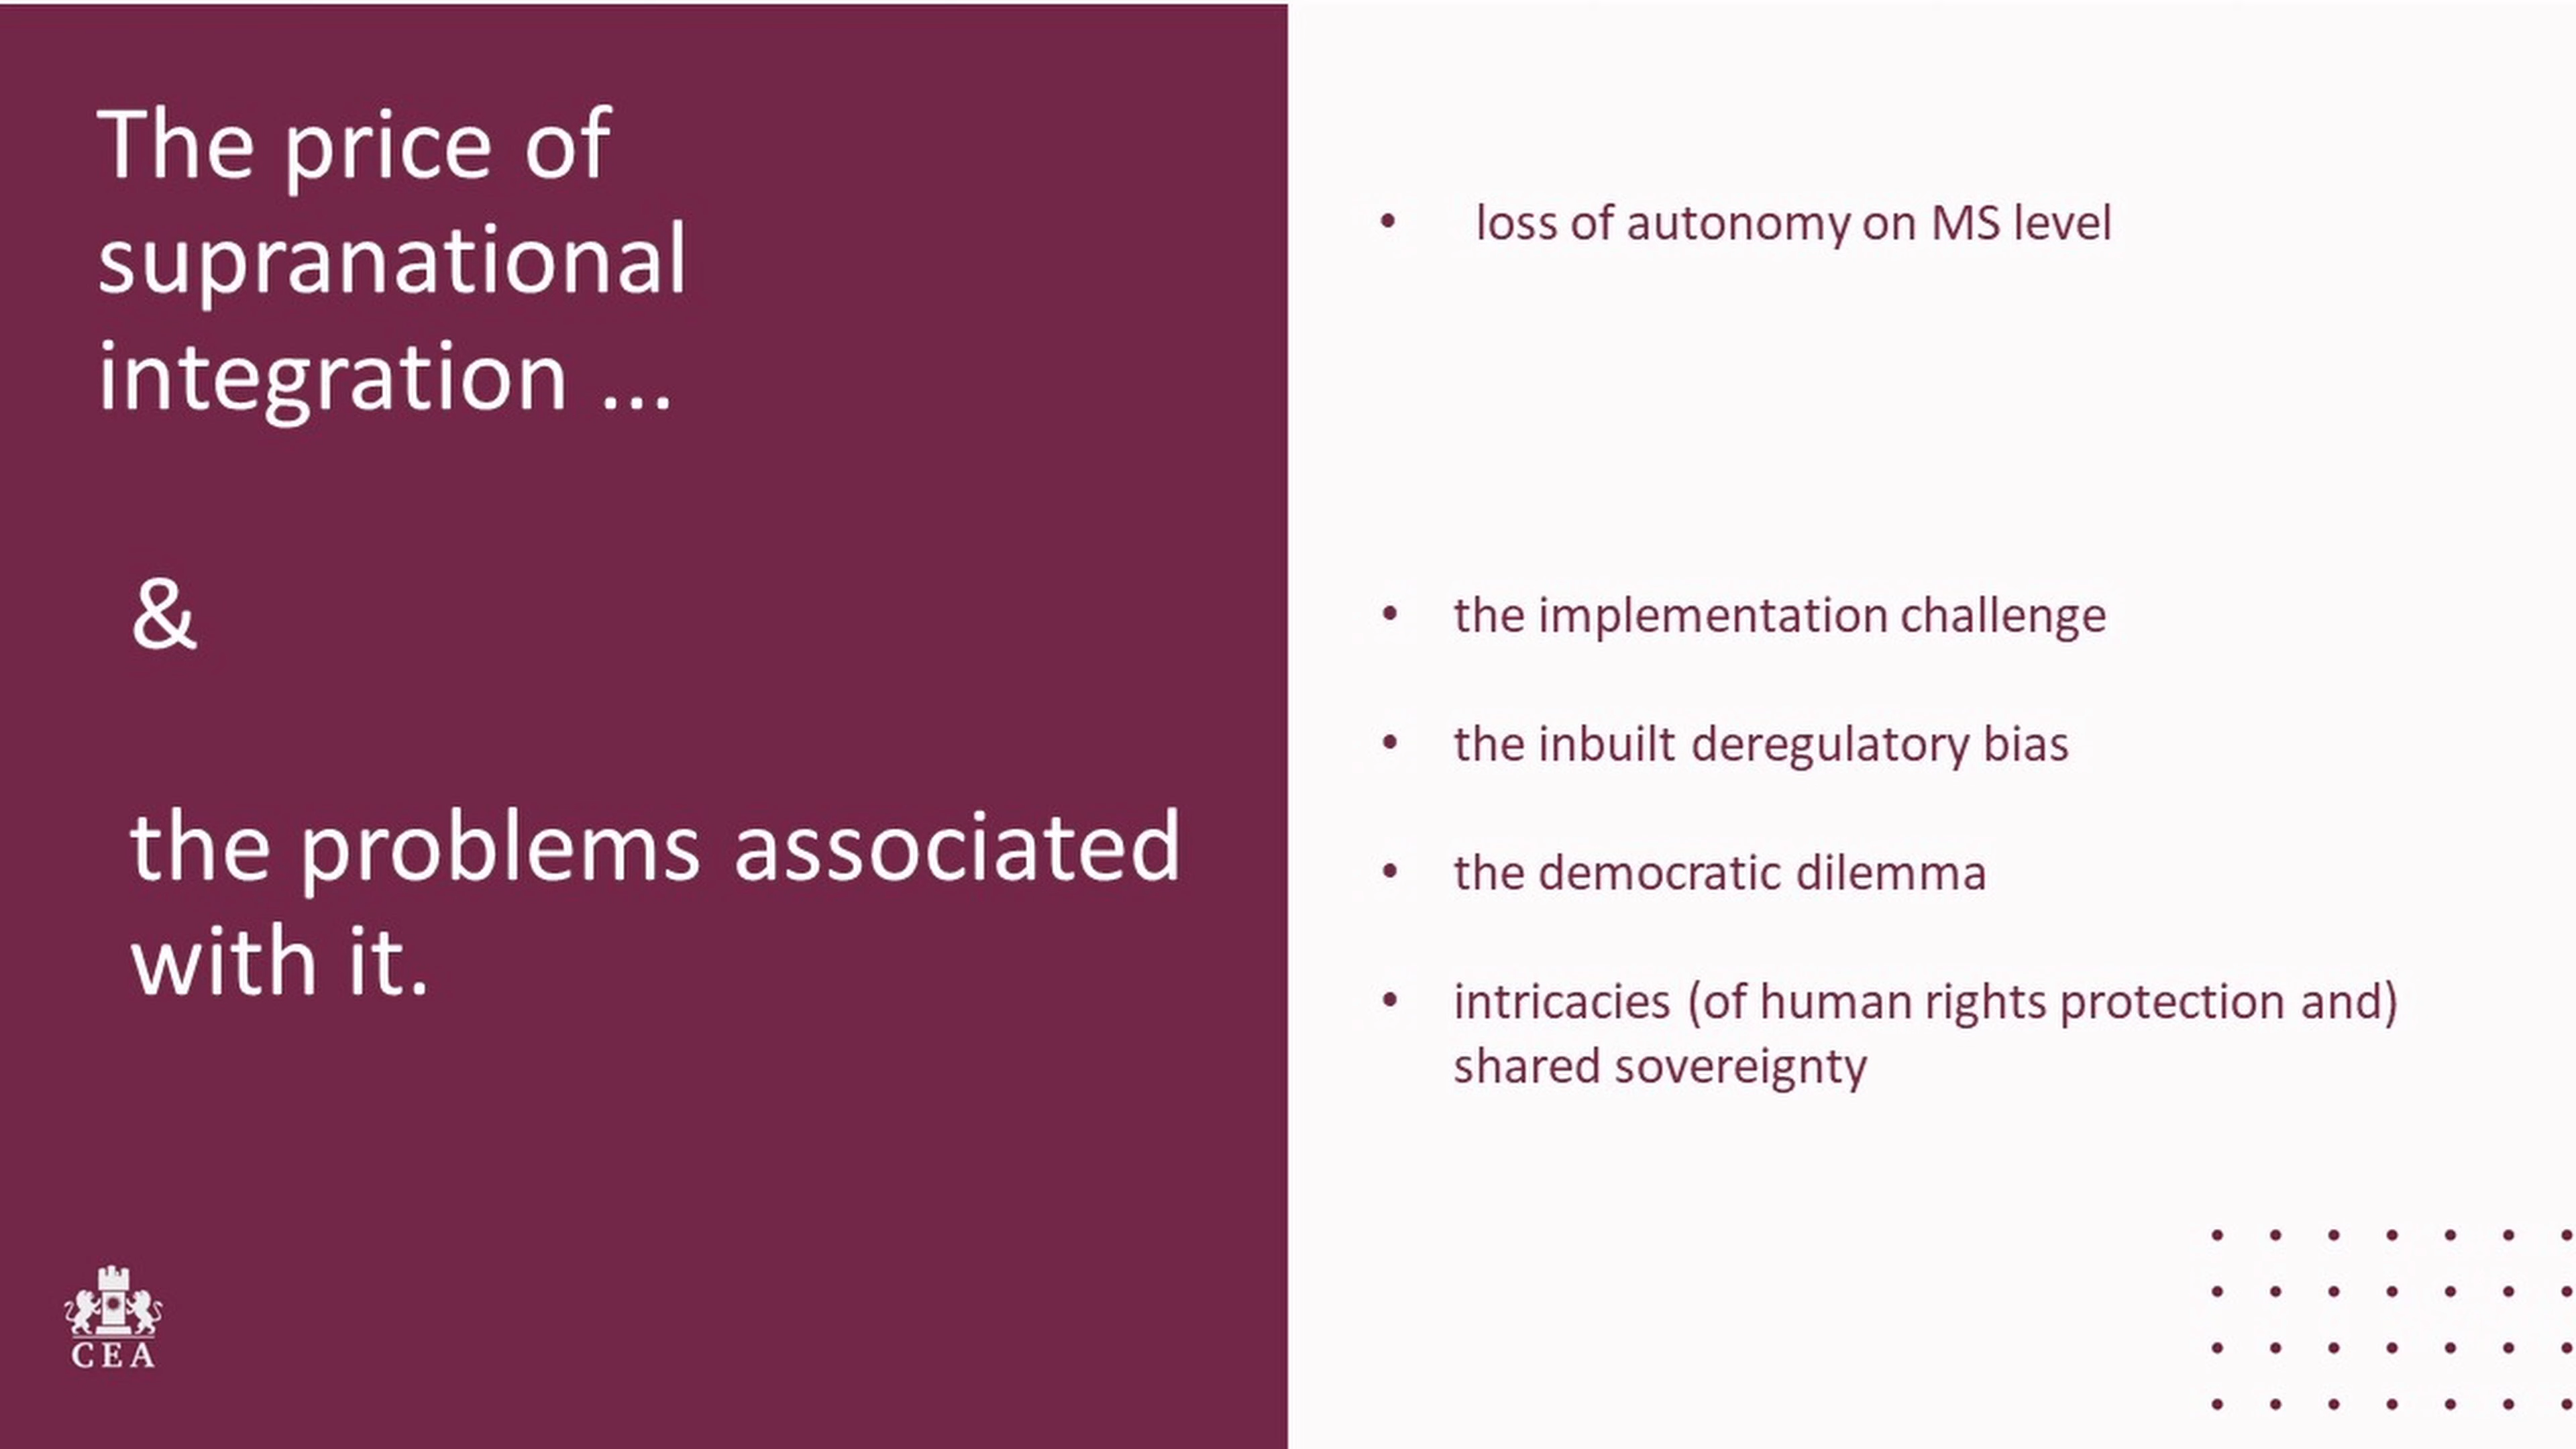 The price of
supranational
integration ...
&
the problems associated
with it.
• loss of autonomy on MS level
• the implementation challenge
• the inbuilt deregulatory bias
• the democratic dilemma
• intricacies (of human rights protection and)
shared sovereignty
CEA